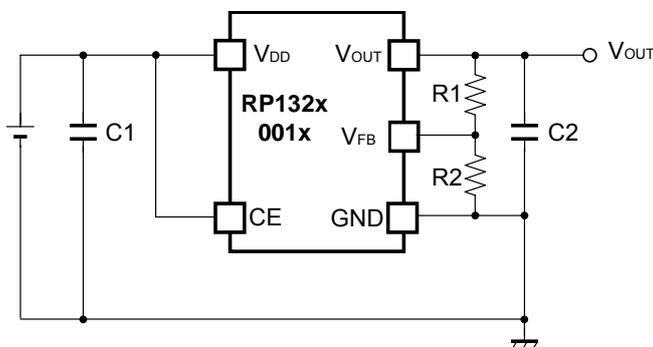 VDD
VOUT
VOUT
RP132x
001x
R1
C1
VFB
C2
R2
CE
GND